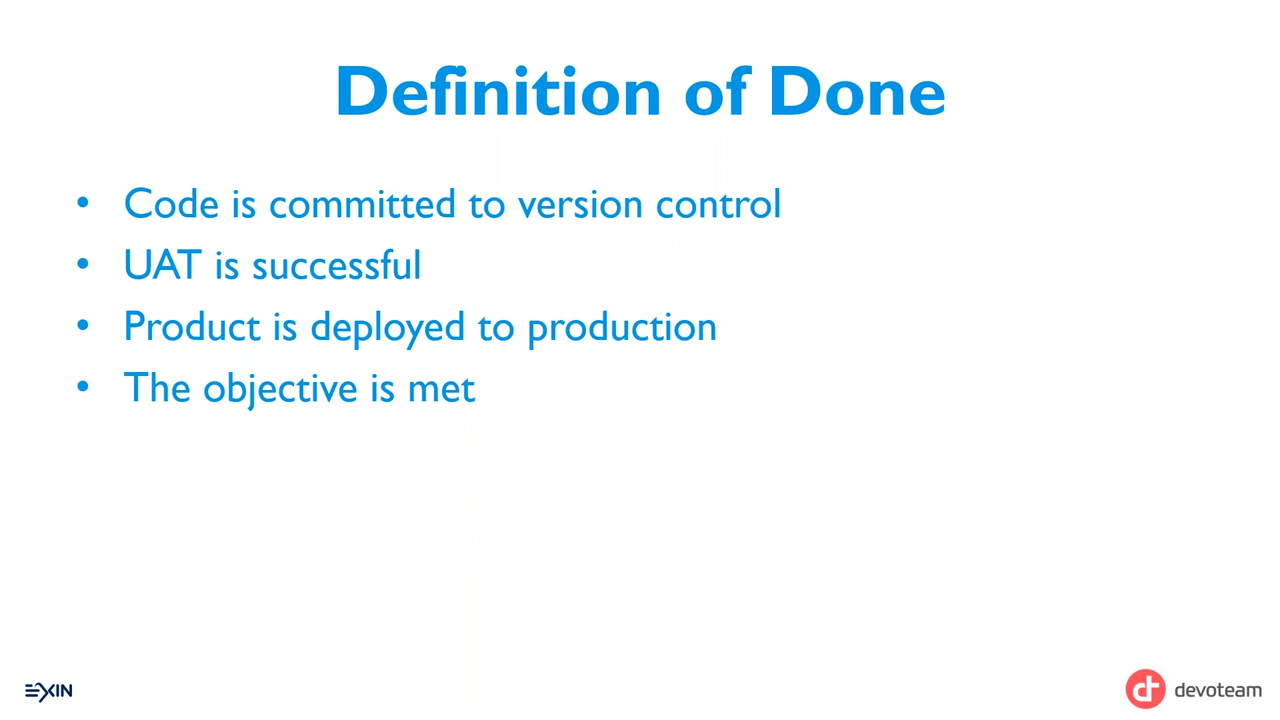 Definition of Done
• Code is committed to version control
• UAT is successful
• Product is deployed to production
• The objective is met
EXIN
devoteam